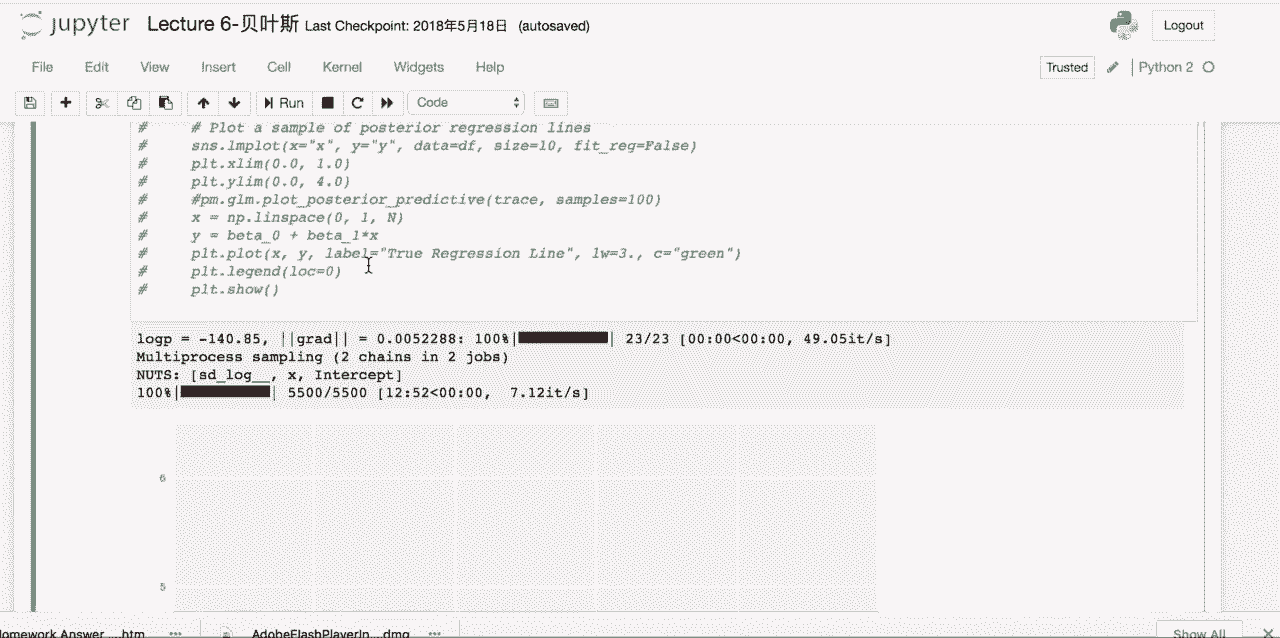 jupyter Lecture 6-贝叶斯 Last Checkpoint: 2018年5月18日 (autosaved) Logout
File Edit View Insert Cell Kernel Widgets Help Trusted Python 2
Run Code
# # Plot a sample of posterior regression lines
# sns.lmplot(x="x", y="y", data=df, size=10, fit_reg=False)
# plt.xlim(0.0, 1.0)
# plt.ylim(0.0, 4.0)
# #pm.glm.plot_posterior_predictive(trace, samples=100)
# x = np.linspace(0, 1, N)
# y = beta_0 + beta_1*x
# plt.plot(x, y, label="True Regression Line", lw=3., c="green")
# plt.legend(loc=0)
# plt.show()
logp = -140.85, ||grad|| = 0.0052288: 100%| | 23/23 [00:00<00:00, 49.05it/s]
Multiprocess sampling (2 chains in 2 jobs)
NUTS: [sd_log__, x, Intercept]
100%| | 5500/5500 [12:52<00:00, 7.12it/s]
6
5
omework Answer ....htm AdobeFlashPlayerIn....dmg Show All